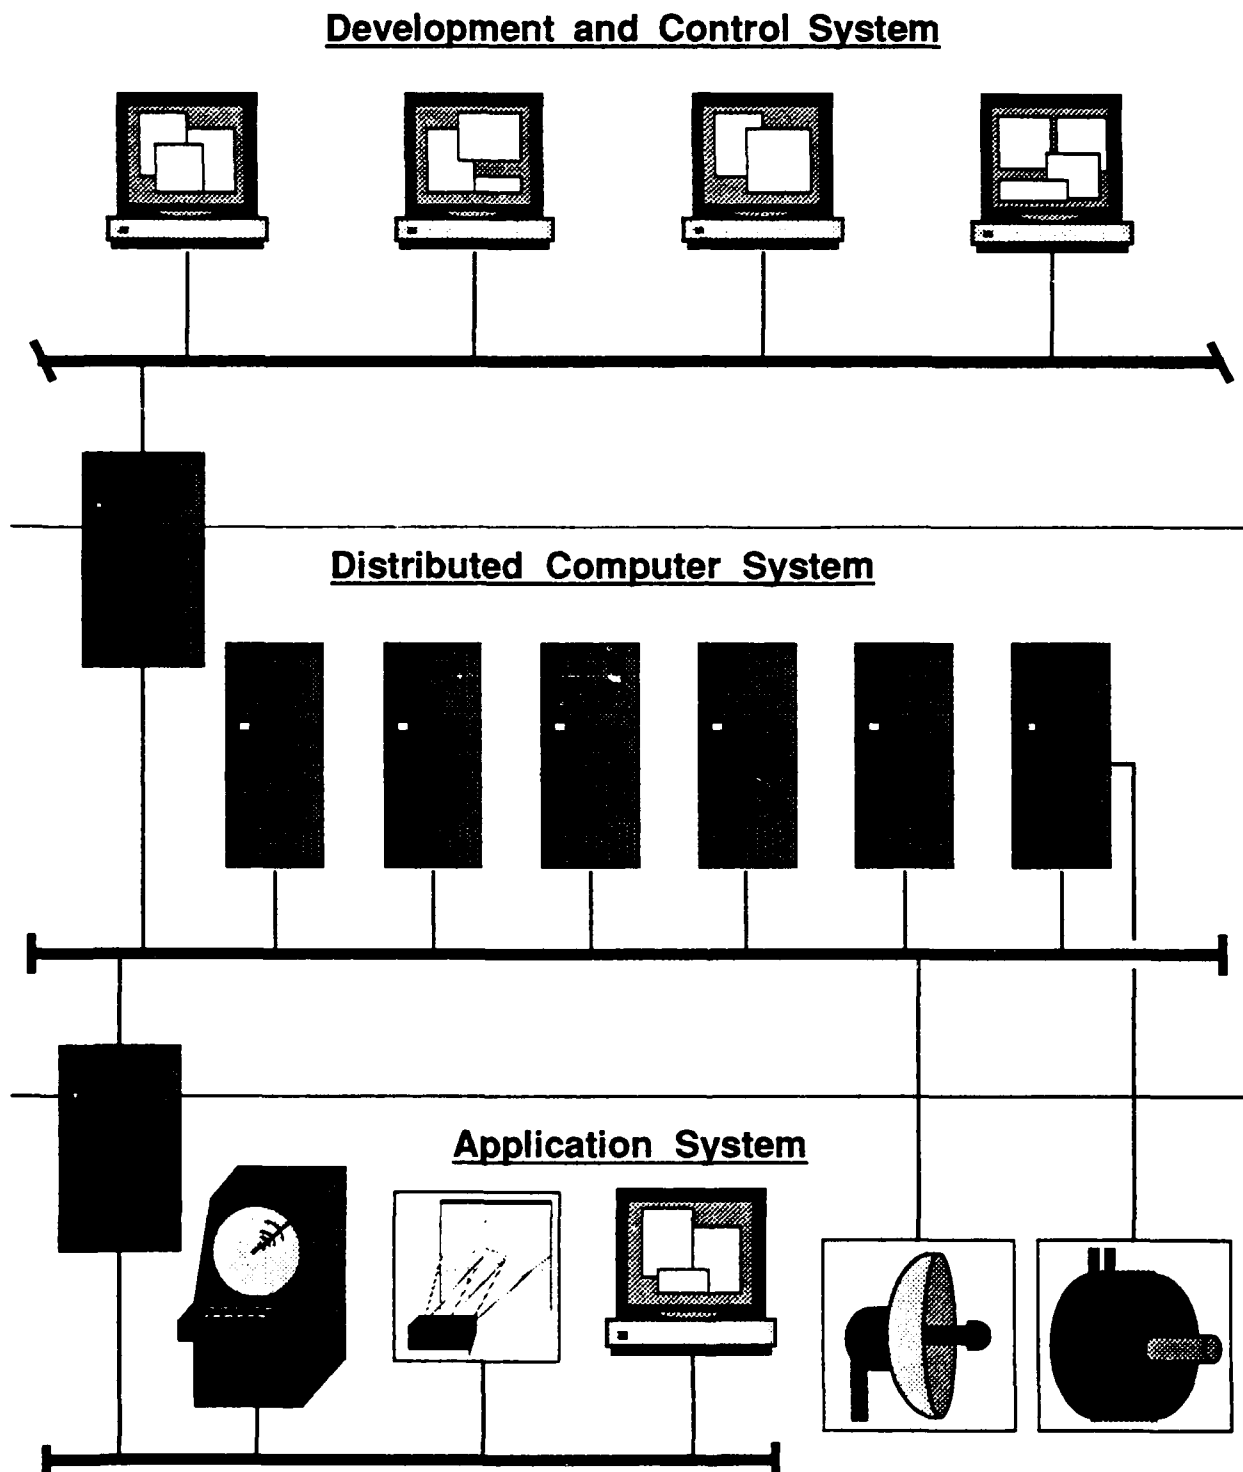 Development and Control System
Distributed Computer System
Application System